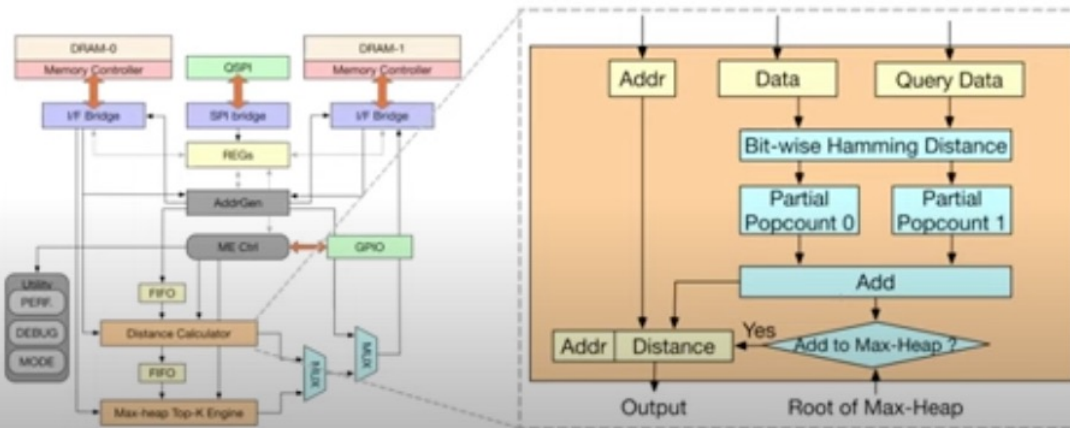 DRAM-0
Memory Controller
QSPI
DRAM-1
Memory Controller
I/F Bridge
SPI bridge
I/F Bridge
REGs
AddrGen
ME Ctrl
GPIO
Utility
PERF.
DEBUG
MODE
FIFO
Distance Calculator
FIFO
Max-heap Top-K Engine
MUX
MUX
Addr
Data
Query Data
Bit-wise Hamming Distance
Partial
Popcount 0
Partial
Popcount 1
Add
Addr
Distance
Yes
Add to Max-Heap ?
Output
Root of Max-Heap